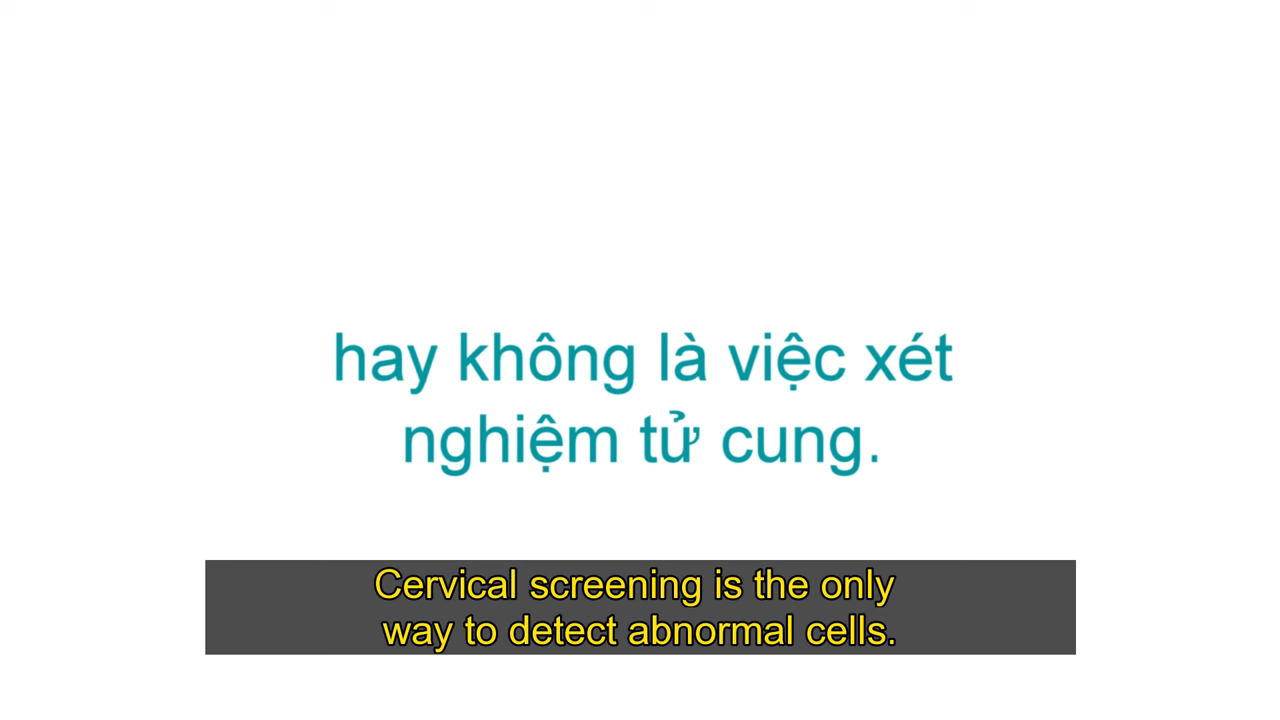 hay không là việc xét
nghiệm tử cung.
Cervical screening is the only
way to detect abnormal cells.